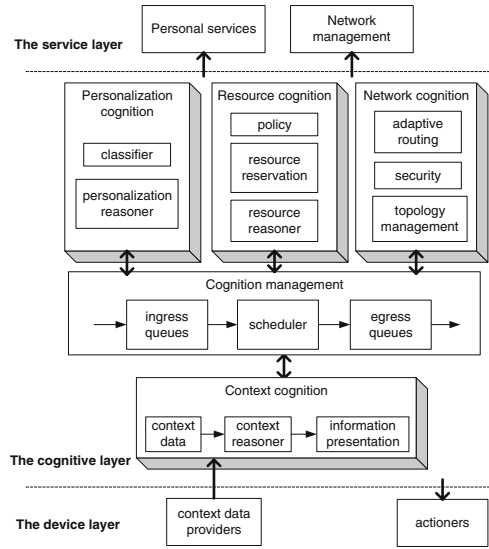 The service layer
Personal services
Network
management
Personalization
cognition
classifier
personalization
reasoner
Resource cognition
policy
resource
reservation
resource
reasoner
Network cognition
adaptive
routing
security
topology
management
Cognition management
ingress
queues
scheduler
egress
queues
Context cognition
context
data
context
reasoner
information
presentation
The cognitive layer
The device layer
context data
providers
actioners